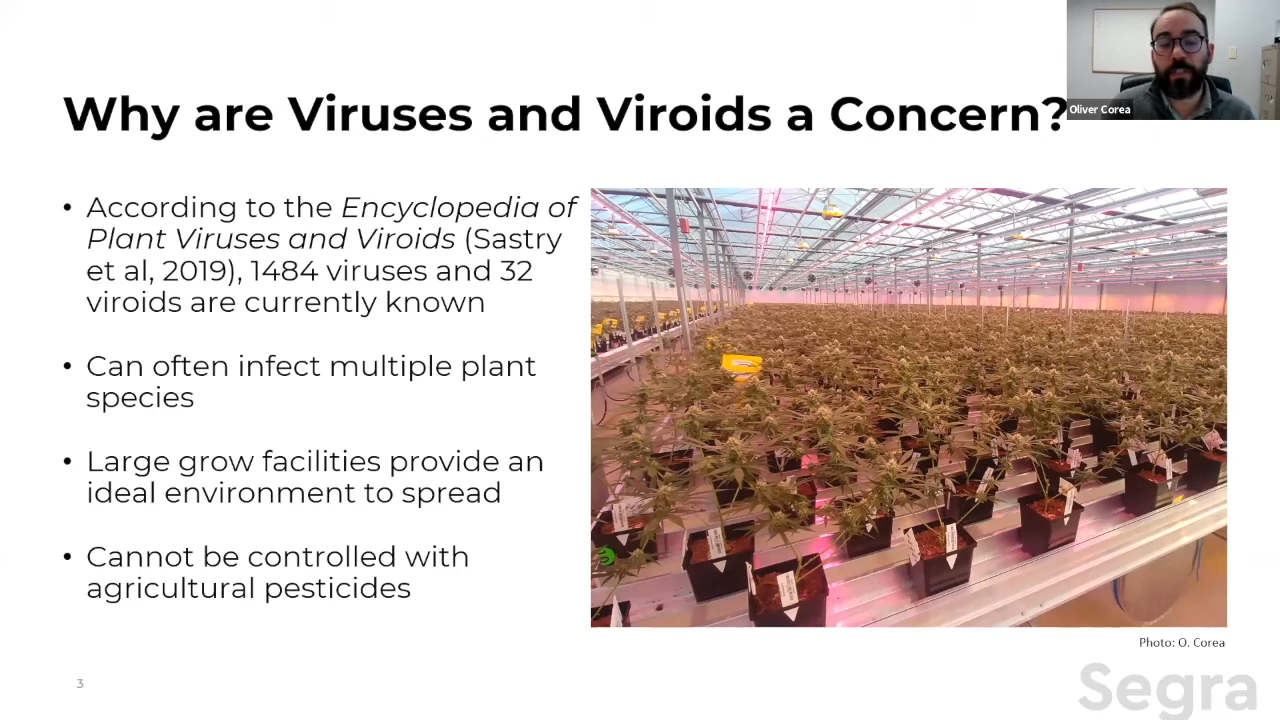 Why are Viruses and Viroids a Concern?
Oliver Corea
• According to the Encyclopedia of
Plant Viruses and Viroids (Sastry
et al, 2019), 1484 viruses and 32
viroids are currently known
• Can often infect multiple plant
species
• Large grow facilities provide an
ideal environment to spread
• Cannot be controlled with
agricultural pesticides
Photo: O. Corea
3
Segra